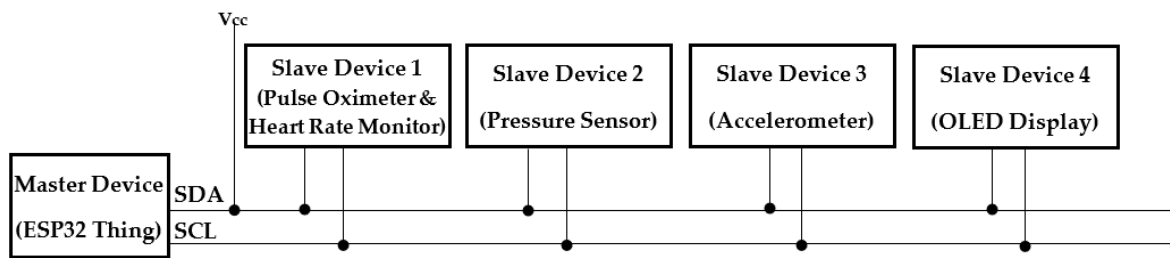 Vcc
Slave Device 1
(Pulse Oximeter &
Heart Rate Monitor)
Slave Device 2
(Pressure Sensor)
Slave Device 3
(Accelerometer)
Slave Device 4
(OLED Display)
Master Device
(ESP32 Thing)
SDA
SCL